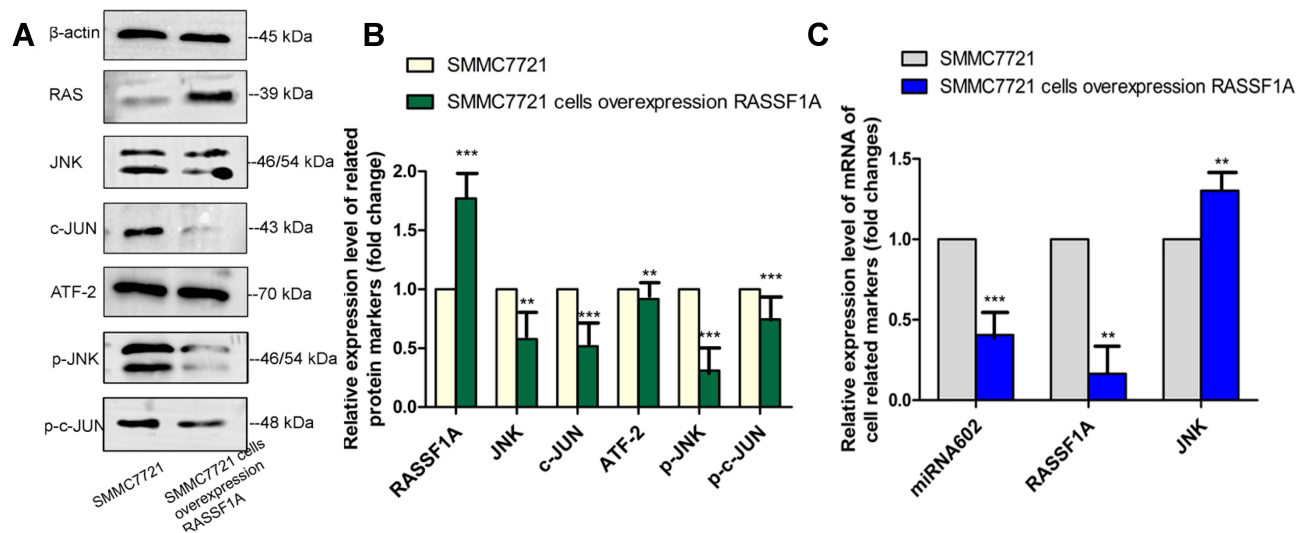 A
β-actin
--45 kDa
RAS
--39 kDa
JNK
--46/54 kDa
c-JUN
--43 kDa
ATF-2
--70 kDa
p-JNK
--46/54 kDa
p-c-JUN
--48 kDa
SMMC7721
SMMC7721 cells
overexpression
RASSF1A
B
SMMC7721
SMMC7721 cells overexpression RASSF1A
Relative expression level of related
protein markers (fold change)
2.0
1.5
1.0
0.5
0.0
***
**
***
**
***
***
RASSF1A
JNK
c-JUN
ATF-2
p-JNK
p-c-JUN
C
SMMC7721
SMMC7721 cells overexpression RASSF1A
Relative expression level of mRNA of
cell related markers (fold changes)
1.5
1.0
0.5
0.0
***
**
**
miRNA602
RASSF1A
JNK